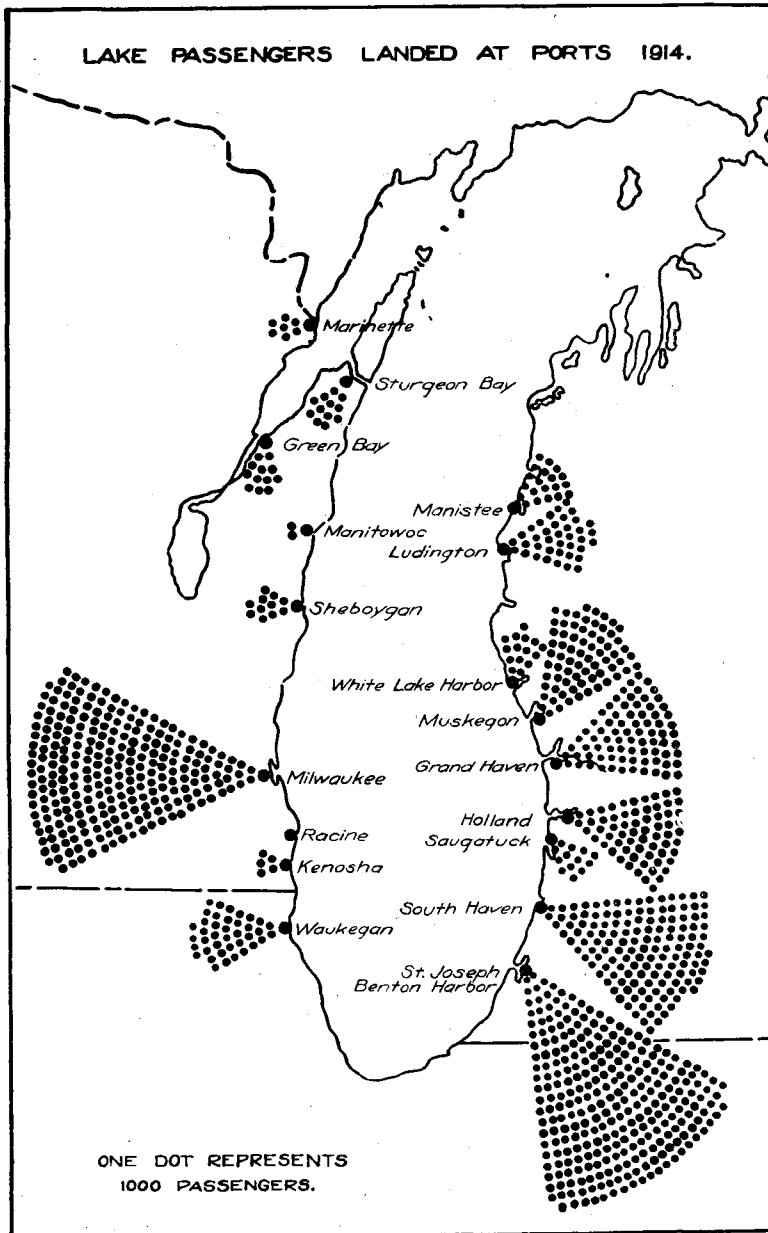 LAKE PASSENGERS LANDED AT PORTS 1914.
Marinette
Sturgeon Bay
Green Bay
Manistee
Manitowoc
Ludington
Sheboygan
White Lake Harbor
Muskegon
Grand Haven
Milwaukee
Holland
Racine
Saugatuck
Kenosha
South Haven
Waukegan
St. Joseph
Benton Harbor
ONE DOT REPRESENTS
1000 PASSENGERS.